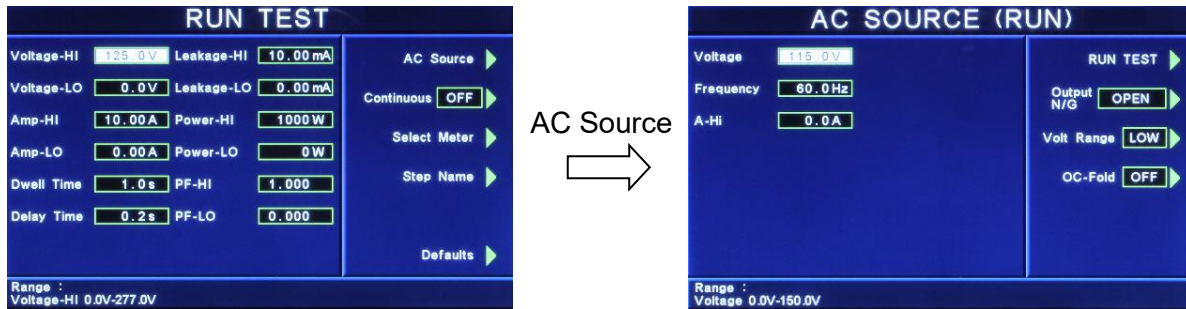 RUN TEST
Voltage-HI 125.0V Leakage-HI 10.00mA
Voltage-LO 0.0V Leakage-LO 0.00mA
Amp-HI 10.00A Power-HI 1000W
Amp-LO 0.00A Power-LO 0W
Dwell Time 1.0s PF-HI 1.000
Delay Time 0.2s PF-LO 0.000
AC Source
Continuous OFF
Select Meter
Step Name
Defaults
Range :
Voltage-HI 0.0V-277.0V
AC Source
AC SOURCE (RUN)
Voltage 115.0V
Frequency 60.0Hz
A-Hi 0.0A
RUN TEST
Output
N/G OPEN
Volt Range LOW
OC-Fold OFF
Range :
Voltage 0.0V-150.0V